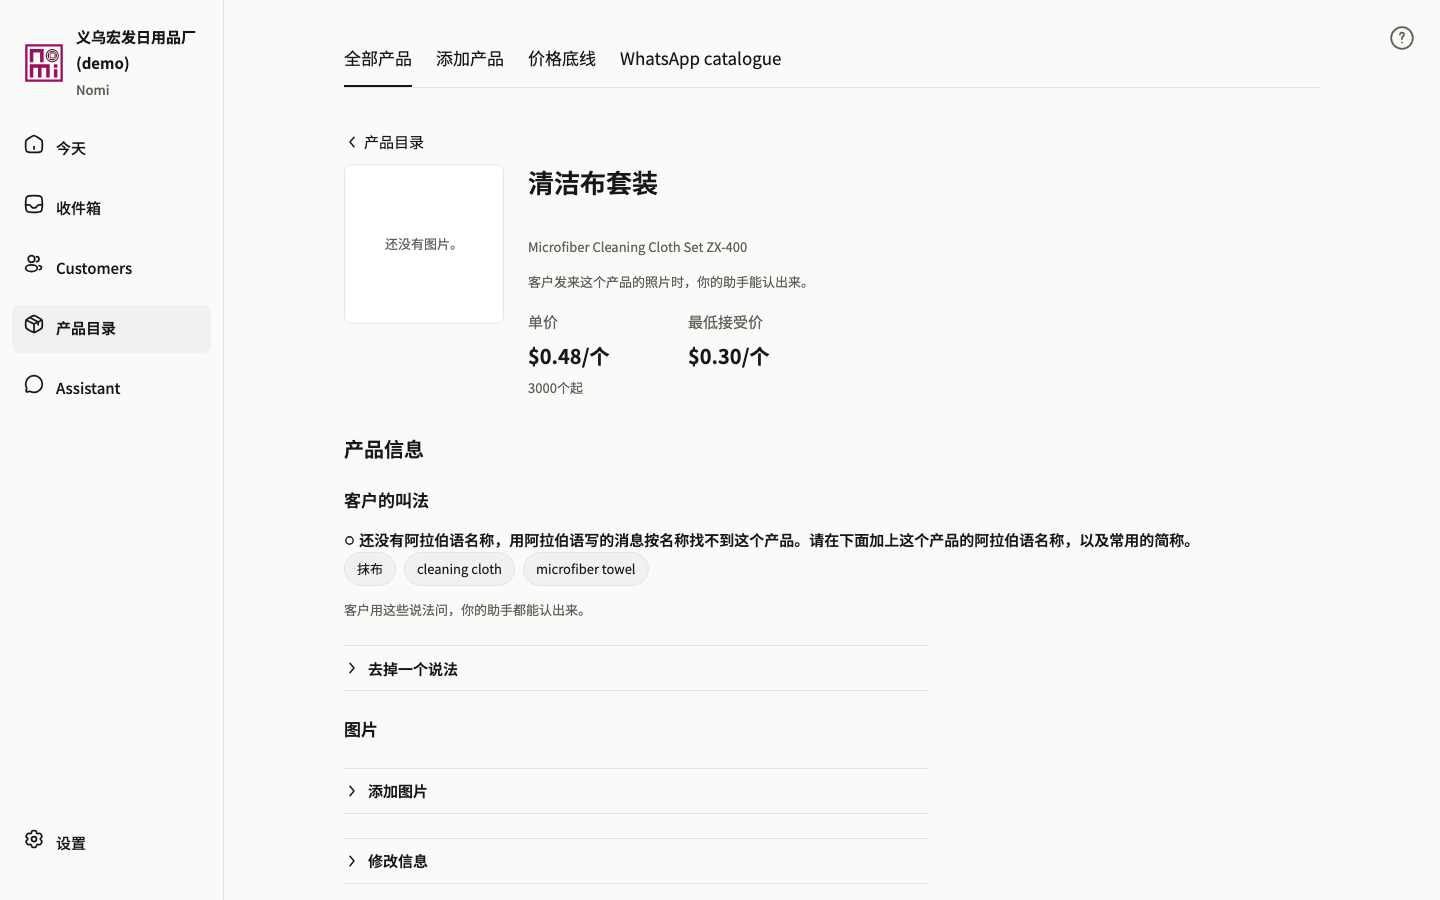 义乌宏发日用品厂
(demo)
Nomi
今天
收件箱
Customers
产品目录
Assistant
设置
全部产品
添加产品
价格底线
WhatsApp catalogue
产品目录
还没有图片。
清洁布套装
Microfiber Cleaning Cloth Set ZX-400
客户发来这个产品的照片时，你的助手能认出来。
单价
$0.48/个
3000个起
最低接受价
$0.30/个
产品信息
客户的叫法
还没有阿拉伯语名称，用阿拉伯语写的消息按名称找不到这个产品。请在下面加上这个产品的阿拉伯语名称，以及常用的简称。
抹布
cleaning cloth
microfiber towel
客户用这些说法问，你的助手都能认出来。
去掉一个说法
图片
添加图片
修改信息